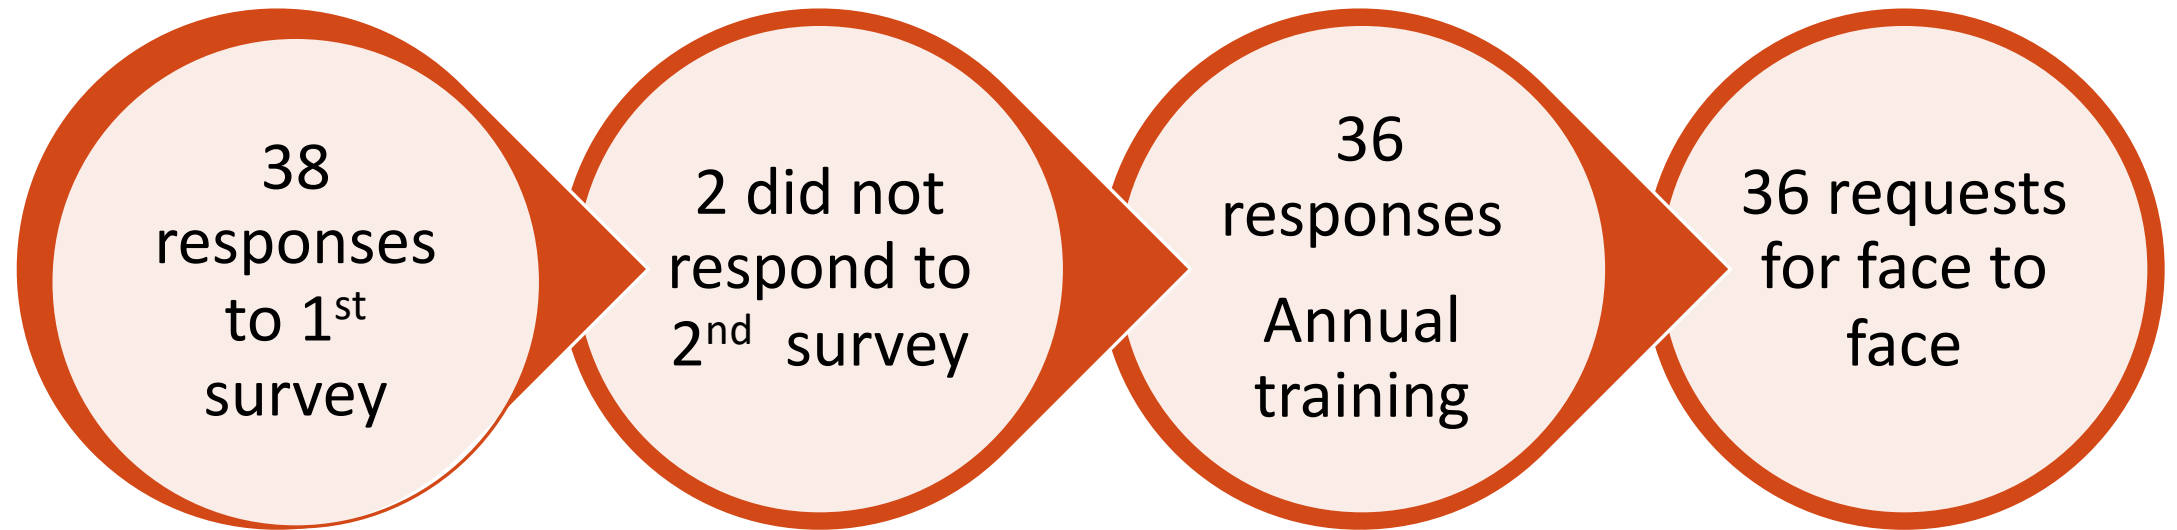 38
responses
to 1st
survey
2 did not
respond to
2nd survey
36
responses
Annual
training
36 requests
for face to
face